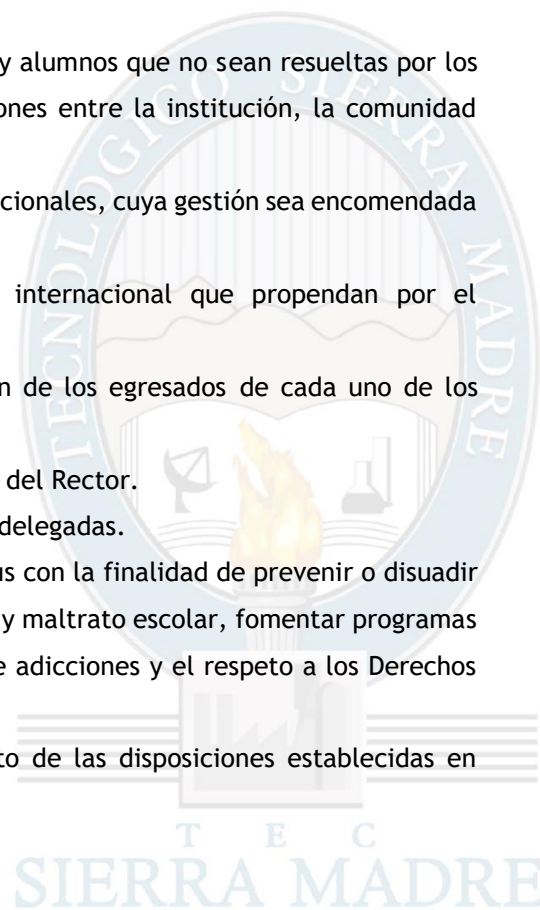 y alumnos que no sean resueltas por los
ones entre la institución, la comunidad
cionales, cuya gestión sea encomendada
internacional que propendan por el
n de los egresados de cada uno de los
del Rector.
delegadas.
us con la finalidad de prevenir o disuadir
y maltrato escolar, fomentar programas
e adicciones y el respeto a los Derechos
to de las disposiciones establecidas en
TECNOLOGICO SIERRA MADRE
T E C
SIERRA MADRE